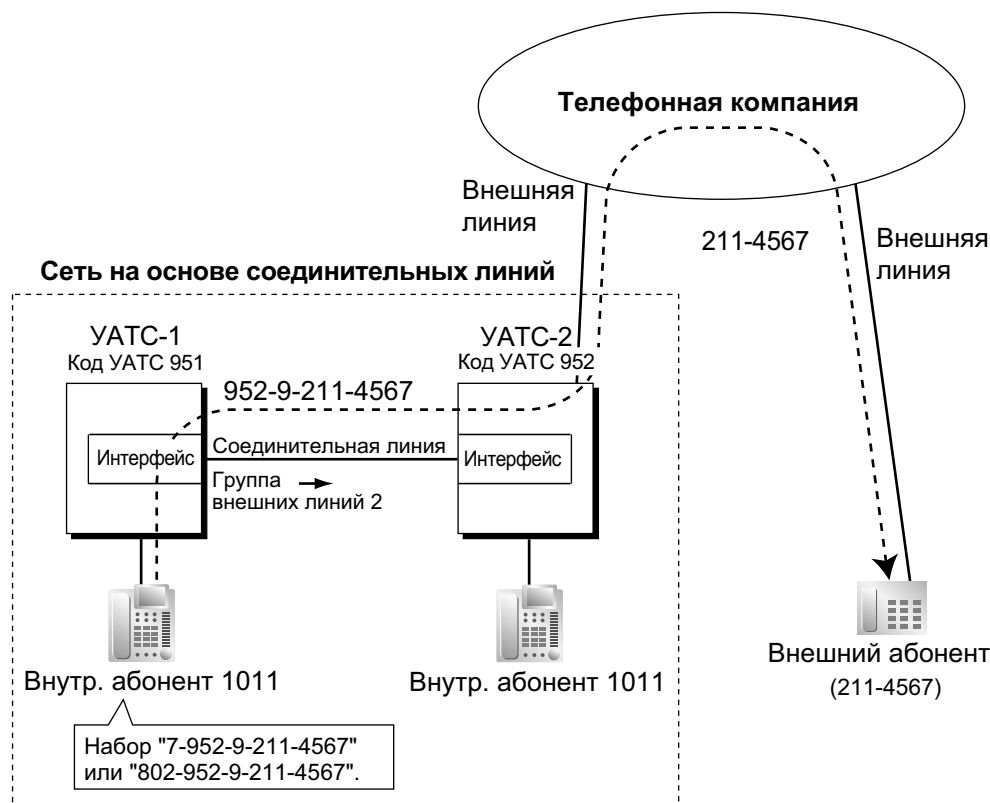 Телефонная компания
Внешняя
линия
211-4567
Внешняя
линия
Сеть на основе соединительных линий
УАТС-1
Код УАТС 951
УАТС-2
Код УАТС 952
952-9-211-4567
Интерфейс
Соединительная линия
Интерфейс
Группа
внешних линий 2
Внутр. абонент 1011
Внутр. абонент 1011
Внешний абонент
(211-4567)
Набор "7-952-9-211-4567"
или "802-952-9-211-4567".